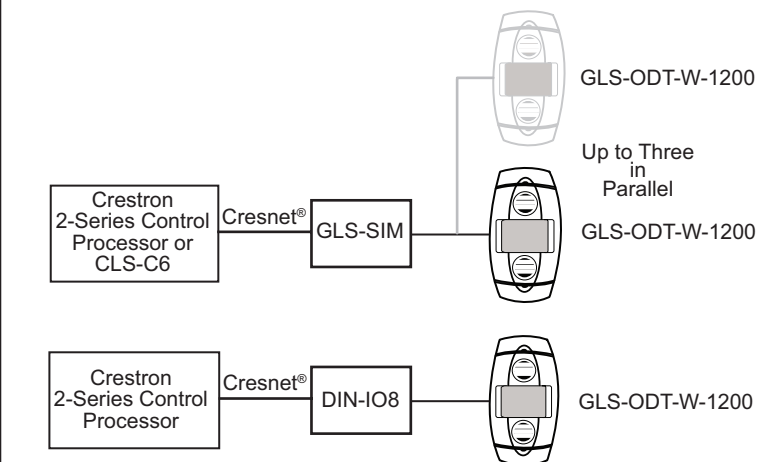 GLS-ODT-W-1200
Up to Three
in
Parallel
Crestron
2-Series Control
Processor or
CLS-C6
Cresnet®
GLS-SIM
GLS-ODT-W-1200
Crestron
2-Series Control
Processor
Cresnet®
DIN-IO8
GLS-ODT-W-1200